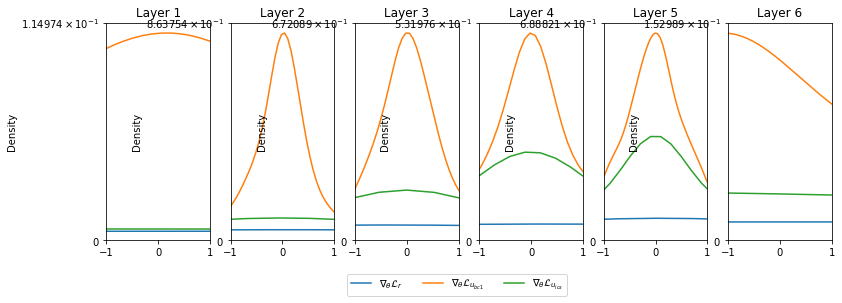 Layer 1 Layer 2 Layer 3 Layer 4 Layer 5 Layer 6
1.14974 × 10⁻¹ 8.63754 × 10⁻¹ 6.72089 × 10⁻¹ 5.31976 × 10⁻¹ 6.88821 × 10⁻¹ 1.52989 × 10⁻¹
Density Density Density Density Density Density
0 0 0 0 0 0
−1 0 1 −1 0 1 −1 0 1 −1 0 1 −1 0 1 −1 0 1
∇θℒr ∇θℒu_bc1 ∇θℒu_ics